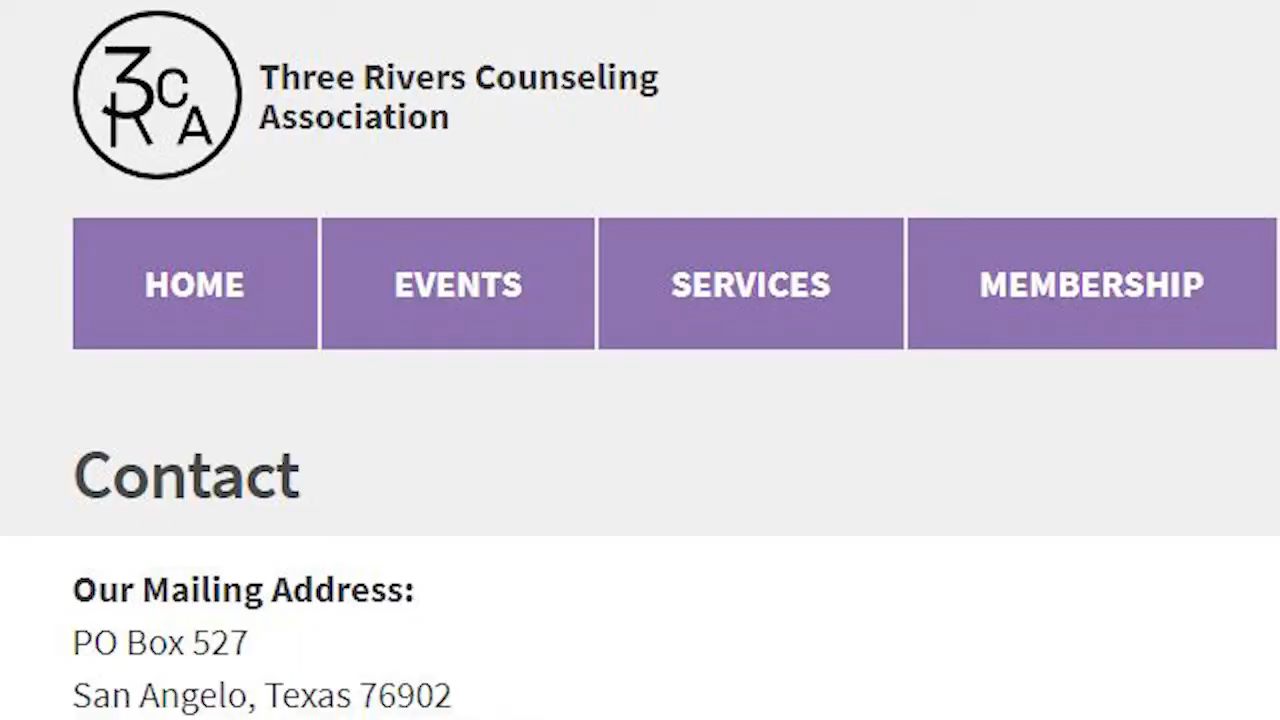 3CRA
Three Rivers Counseling
Association
HOME EVENTS SERVICES MEMBERSHIP
Contact
Our Mailing Address:
PO Box 527
San Angelo, Texas 76902